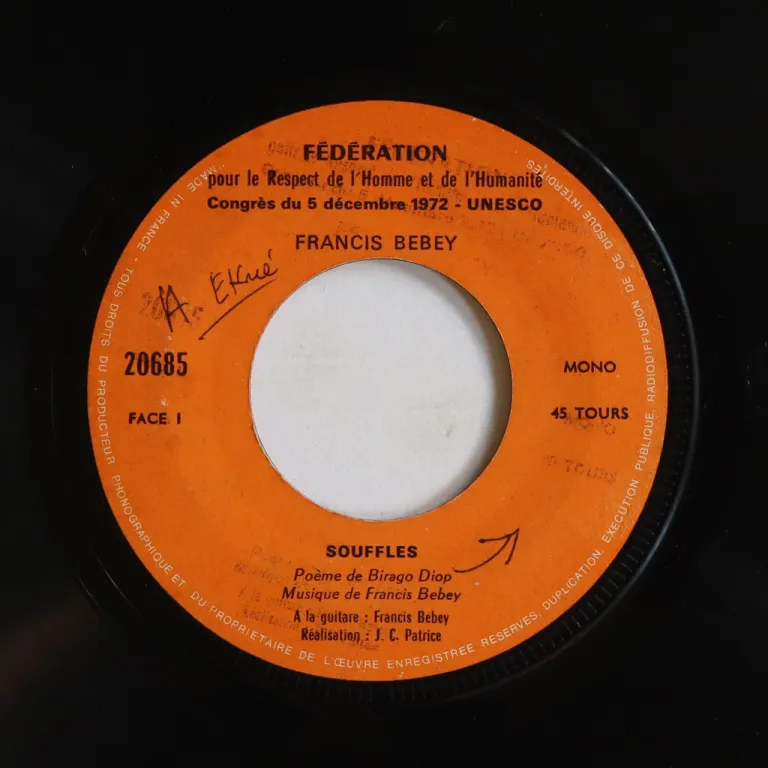 FÉDÉRATION
pour le Respect de l'Homme et de l'Humanité
Congrès du 5 décembre 1972 - UNESCO
FRANCIS BEBEY
A Ekué
20685
MONO
FACE I
45 TOURS
SOUFFLES
Poème de Birago Diop
Musique de Francis Bebey
A la guitare : Francis Bebey
Réalisation : J. C. Patrice
MADE IN FRANCE - TOUS DROITS DU PRODUCTEUR PHONOGRAPHIQUE ET DU PROPRIETAIRE DE L'ŒUVRE ENREGISTREE RESERVES, DUPLICATION, EXECUTION PUBLIQUE, RADIODIFFUSION DE CE DISQUE INTERDITES